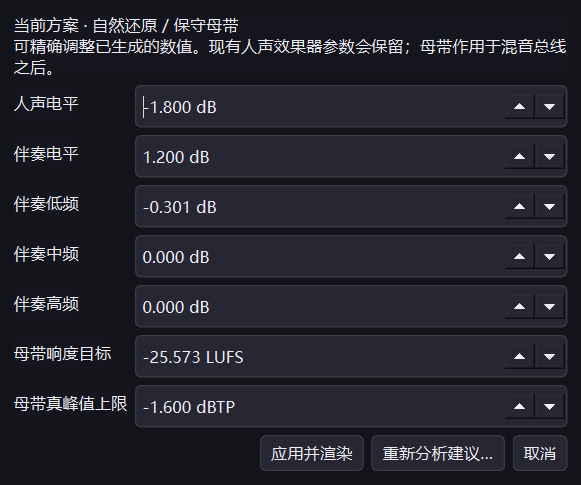 当前方案 · 自然还原 / 保守母带
可精确调整已生成的数值。现有人声效果器参数会保留；母带作用于混音总线
之后。
人声电平 -1.800 dB
伴奏电平 1.200 dB
伴奏低频 -0.301 dB
伴奏中频 0.000 dB
伴奏高频 0.000 dB
母带响度目标 -25.573 LUFS
母带真峰值上限 -1.600 dBTP
应用并渲染 重新分析建议... 取消